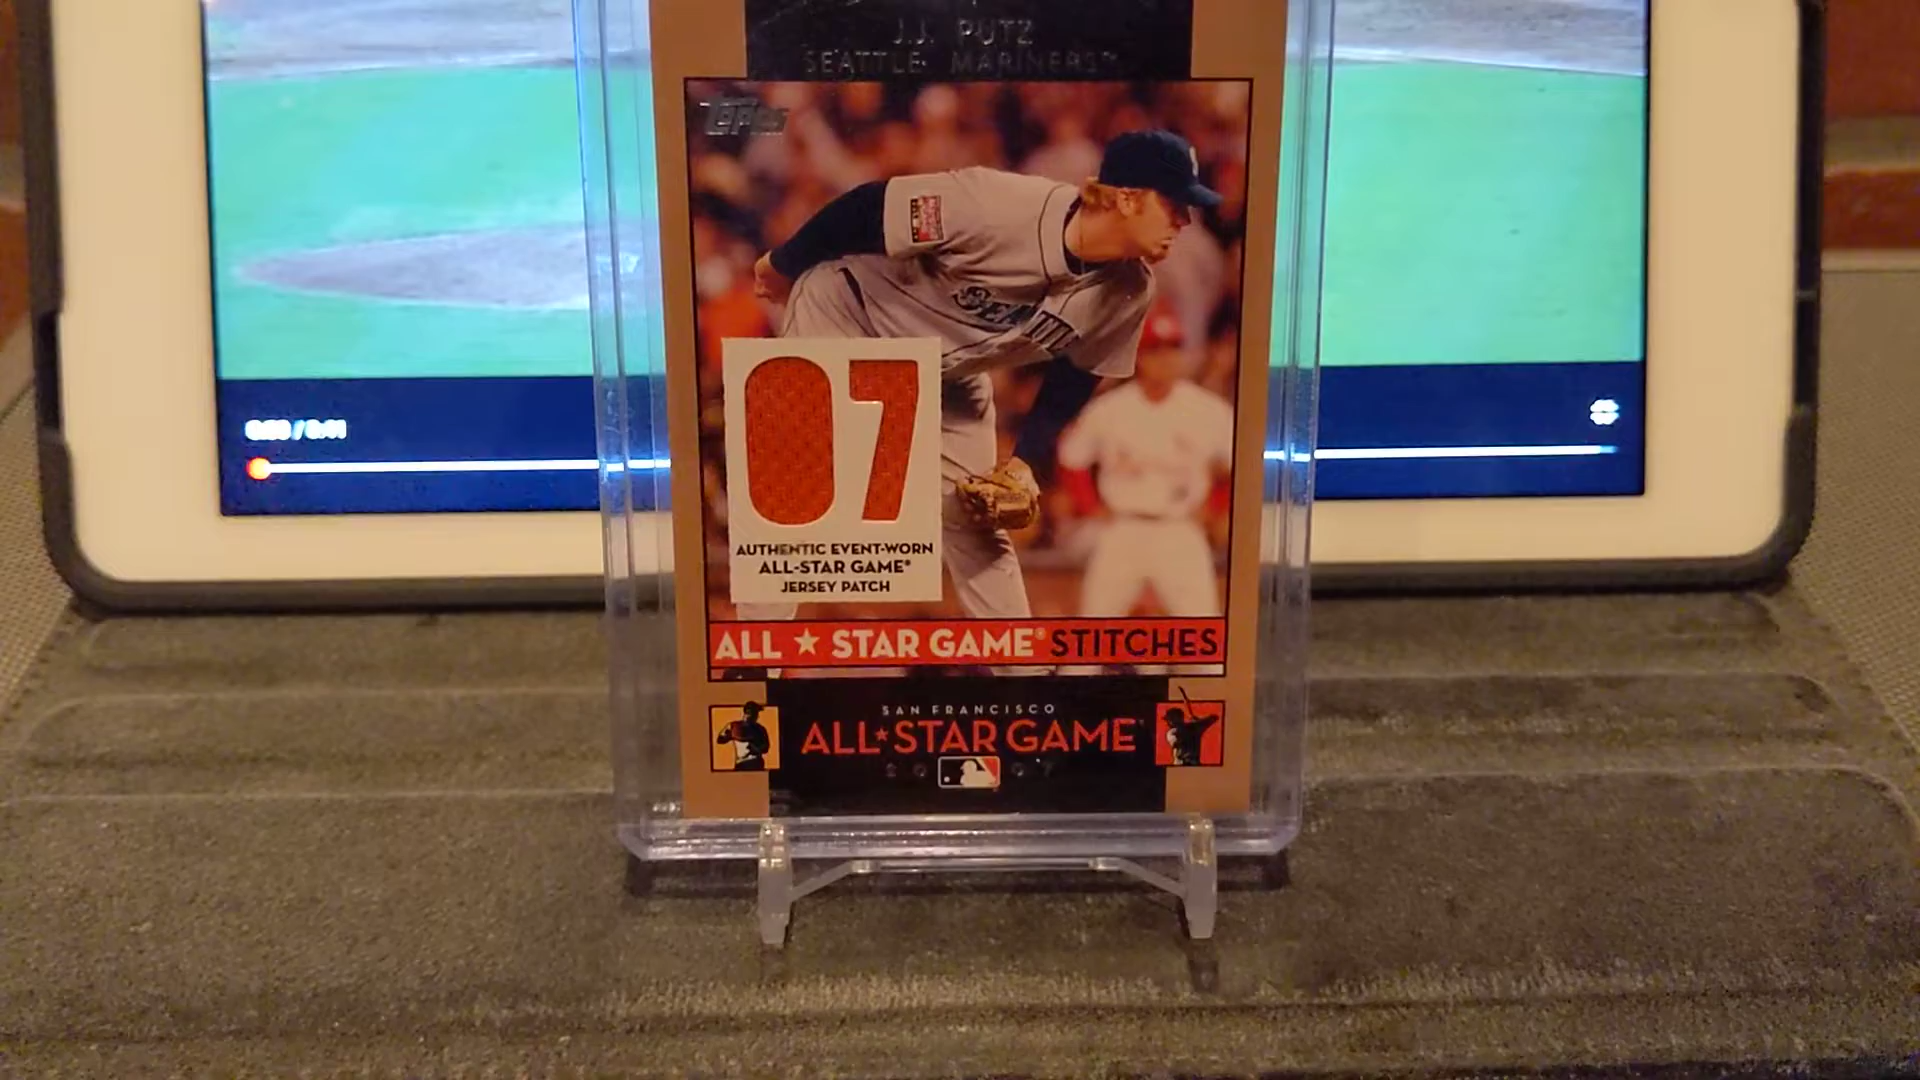 J.J. PUTZ
SEATTLE MARINERS™
Topps
07
AUTHENTIC EVENT-WORN
ALL-STAR GAME®
JERSEY PATCH
ALL ★ STAR GAME® STITCHES
SAN FRANCISCO
ALL★STAR GAME